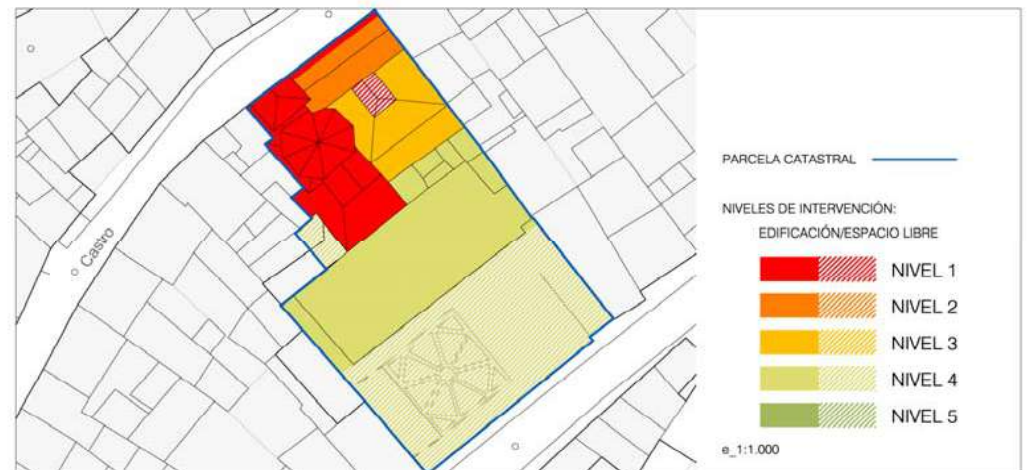 Castro
PARCELA CATASTRAL
NIVELES DE INTERVENCIÓN:
EDIFICACIÓN/ESPACIO LIBRE
NIVEL 1
NIVEL 2
NIVEL 3
NIVEL 4
NIVEL 5
e_1:1.000